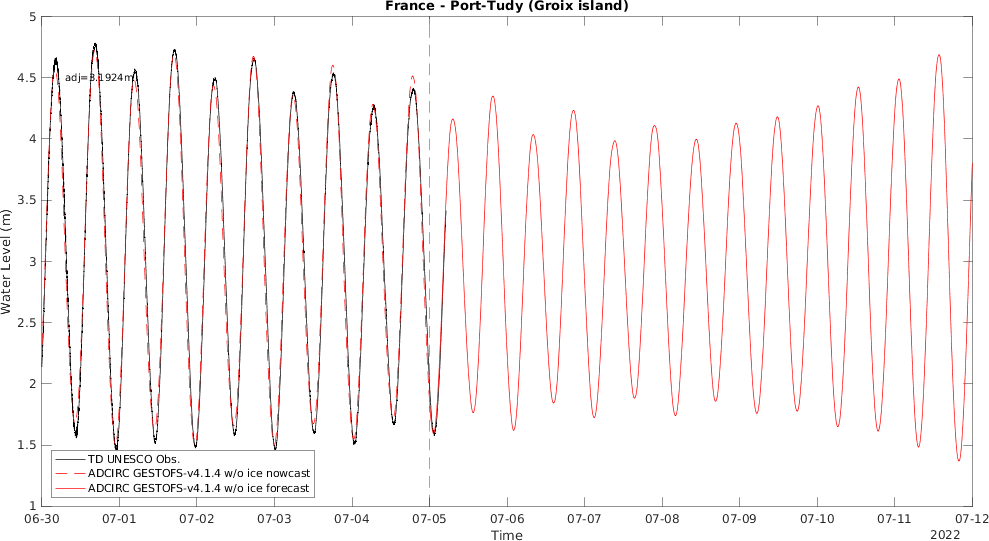 France - Port-Tudy (Groix island)
adj=3.1924m
Water Level (m)
5
4.5
4
3.5
3
2.5
2
1.5
1
TD UNESCO Obs.
ADCIRC GESTOFS-v4.1.4 w/o ice nowcast
ADCIRC GESTOFS-v4.1.4 w/o ice forecast
06-30 07-01 07-02 07-03 07-04 07-05 07-06 07-07 07-08 07-09 07-10 07-11 07-12
Time
2022